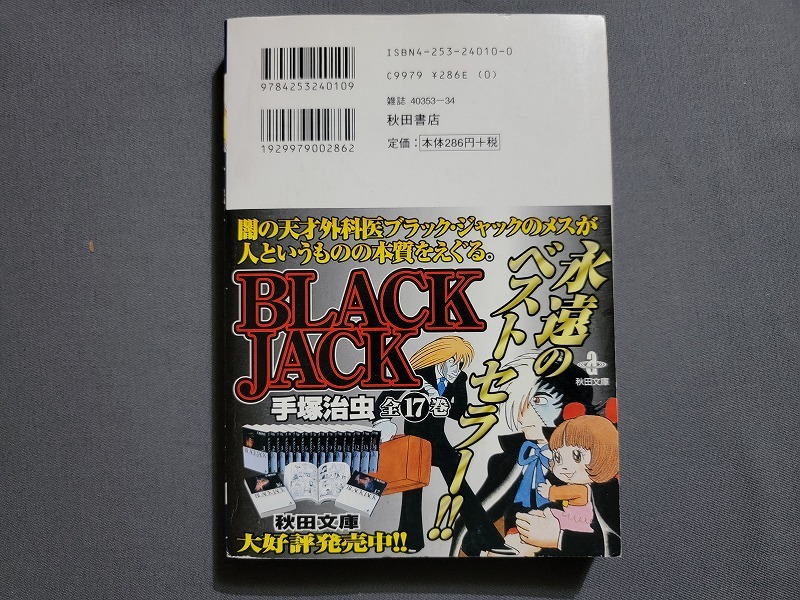 ISBN4-253-24010-0
C9979 ¥286E (0)
9784253240109
雑誌 40353-34
秋田書店
定価：本体286円＋税
1929979002862
闇の天才外科医ブラック・ジャックのメスが
人というものの本質をえぐる。
永遠の
ベストセラー!!
BLACK
JACK
手塚治虫 全17巻
a
秋田文庫
BLACK JACK
秋田文庫
大好評発売中!!